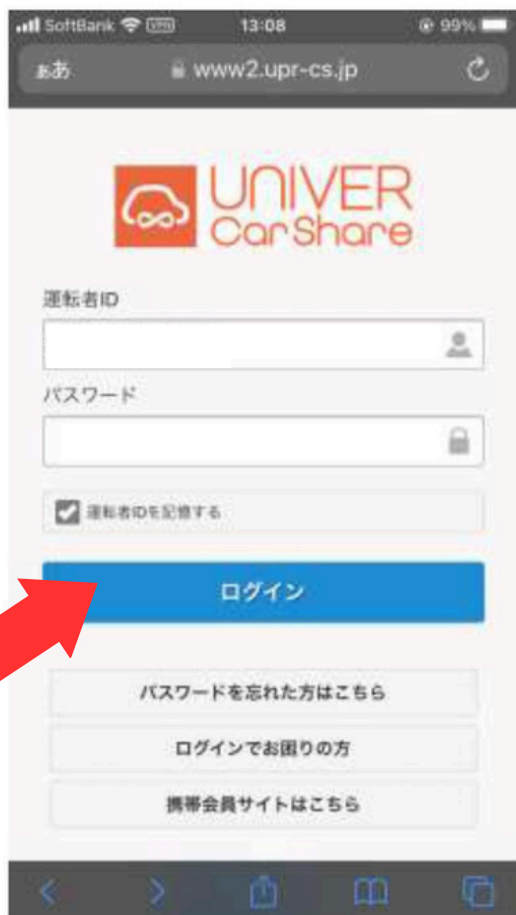 SoftBank VPN 13:08 99%
ぁあ www2.upr-cs.jp
UNIVER
CarShare
運転者ID
パスワード
運転者IDを記憶する
ログイン
パスワードを忘れた方はこちら
ログインでお困りの方
携帯会員サイトはこちら